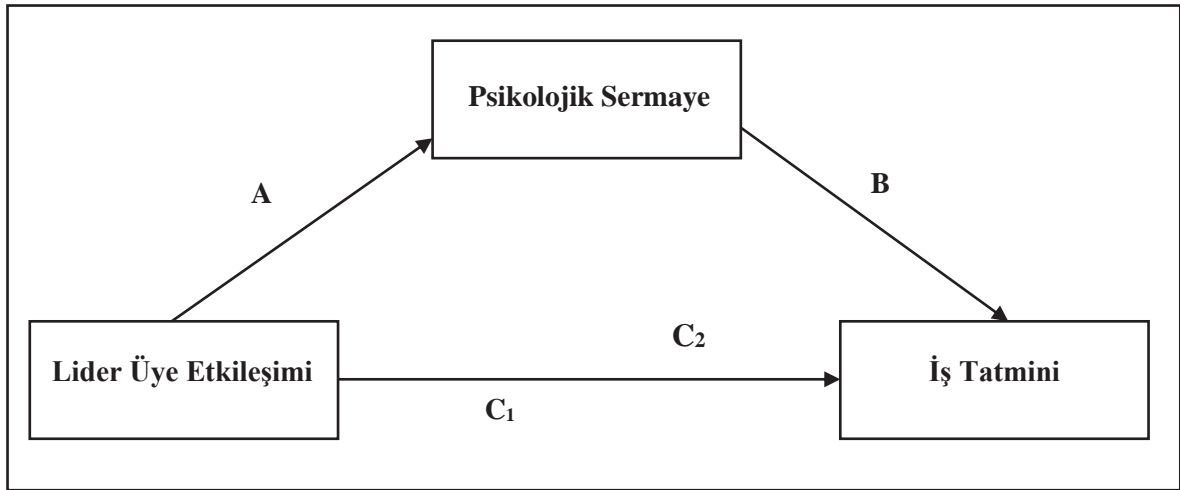 Psikolojik Sermaye
A
B
C₂
Lider Üye Etkileşimi
İş Tatmini
C₁